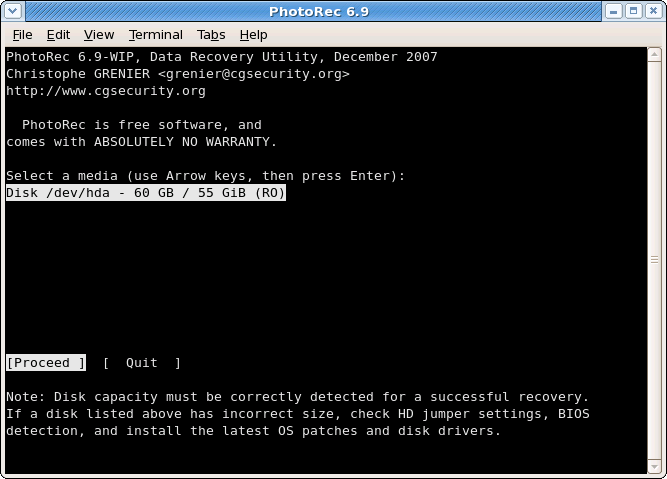 PhotoRec 6.9
File Edit View Terminal Tabs Help
PhotoRec 6.9-WIP, Data Recovery Utility, December 2007
Christophe GRENIER <grenier@cgsecurity.org>
http://www.cgsecurity.org
PhotoRec is free software, and
comes with ABSOLUTELY NO WARRANTY.
Select a media (use Arrow keys, then press Enter):
Disk /dev/hda - 60 GB / 55 GiB (RO)
[Proceed ]  [  Quit  ]
Note: Disk capacity must be correctly detected for a successful recovery.
If a disk listed above has incorrect size, check HD jumper settings, BIOS
detection, and install the latest OS patches and disk drivers.